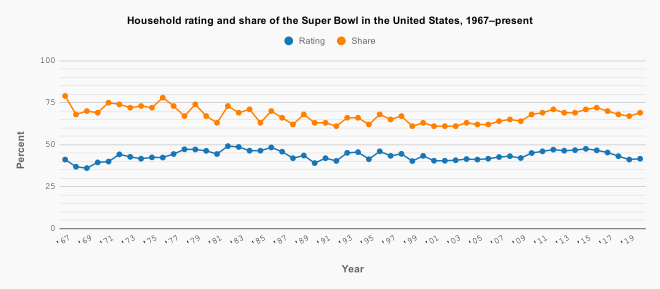 Household rating and share of the Super Bowl in the United States, 1967–present
Rating Share
100
75
50
25
0
Percent
'67 '69 '71 '73 '75 '77 '79 '81 '83 '85 '87 '89 '91 '93 '95 '97 '99 '01 '03 '05 '07 '09 '11 '13 '15 '17 '19
Year